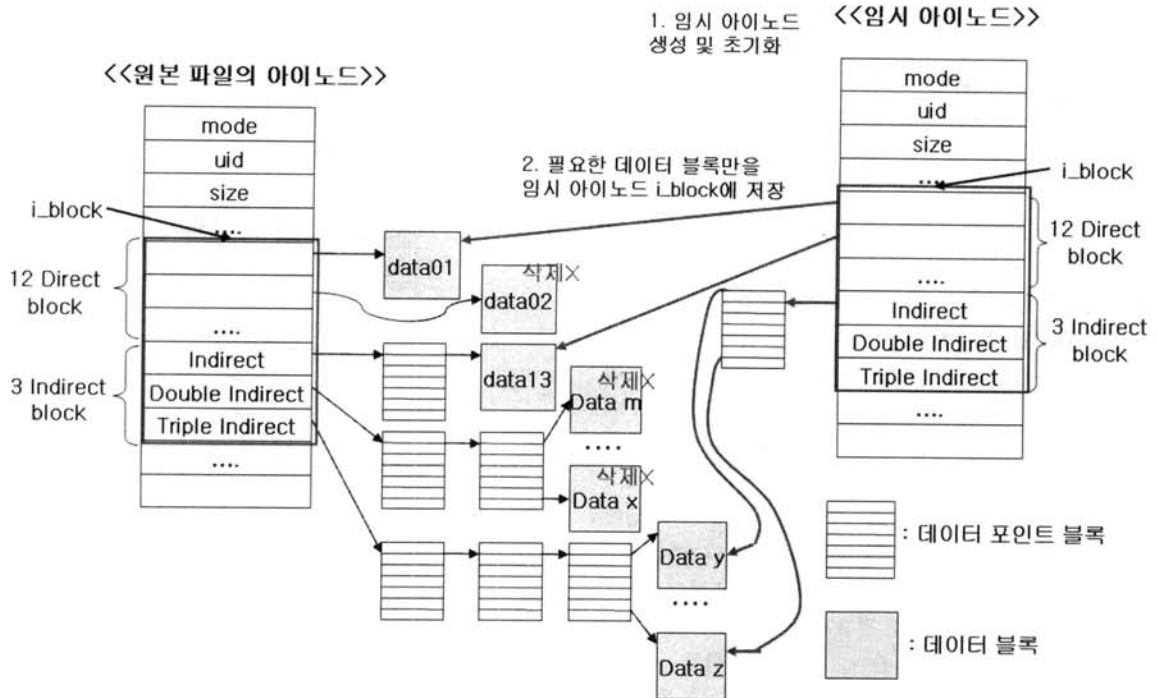 1. 임시 아이노드
생성 및 초기화
<<임시 아이노드>>
<<원본 파일의 아이노드>>
mode
uid
size
....
i_block
12 Direct
block
....
Indirect
Double Indirect
Triple Indirect
3 Indirect
block
....
2. 필요한 데이터 블록만을
임시 아이노드 i_block에 저장
data01
삭제X
data02
data13
삭제X
Data m
....
삭제X
Data x
Data y
....
Data z
mode
uid
size
....
i_block
12 Direct
block
....
Indirect
Double Indirect
Triple Indirect
3 Indirect
block
....
: 데이터 포인트 블록
: 데이터 블록